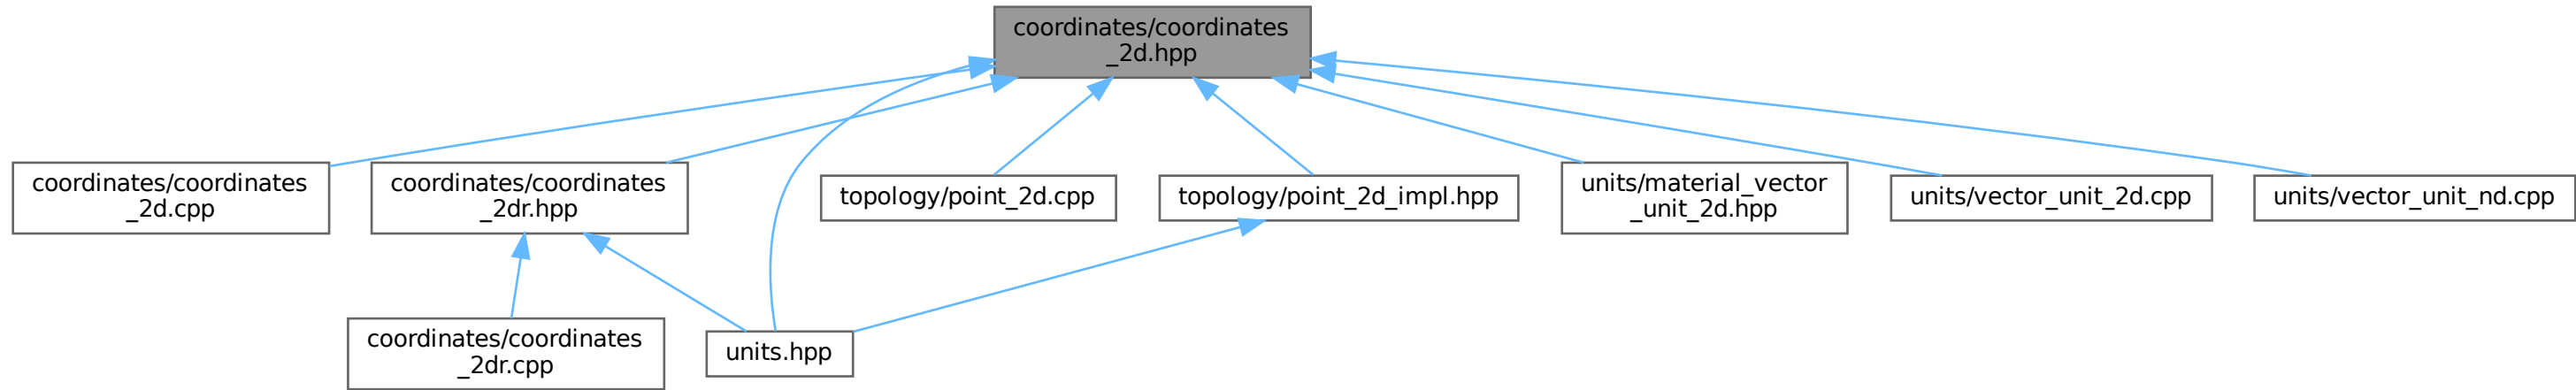 coordinates/coordinates
_2d.hpp
coordinates/coordinates
_2d.cpp
coordinates/coordinates
_2dr.hpp
topology/point_2d.cpp
topology/point_2d_impl.hpp
units/material_vector
_unit_2d.hpp
units/vector_unit_2d.cpp
units/vector_unit_nd.cpp
coordinates/coordinates
_2dr.cpp
units.hpp